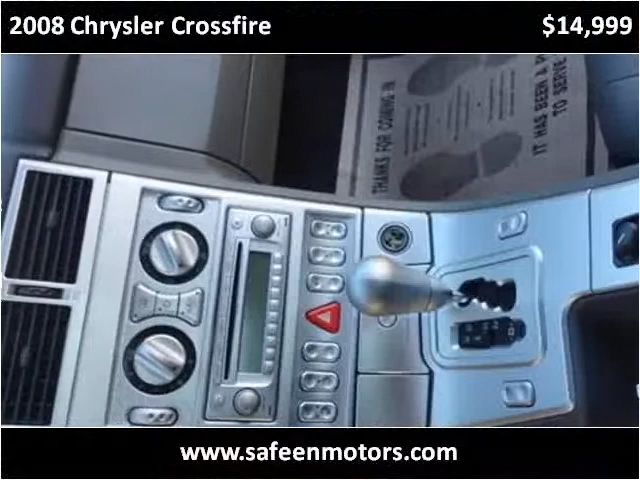 2008 Chrysler Crossfire
$14,999
THANKS FOR COMING IN
IT HAS BEEN A
TO SERVE
www.safeenmotors.com